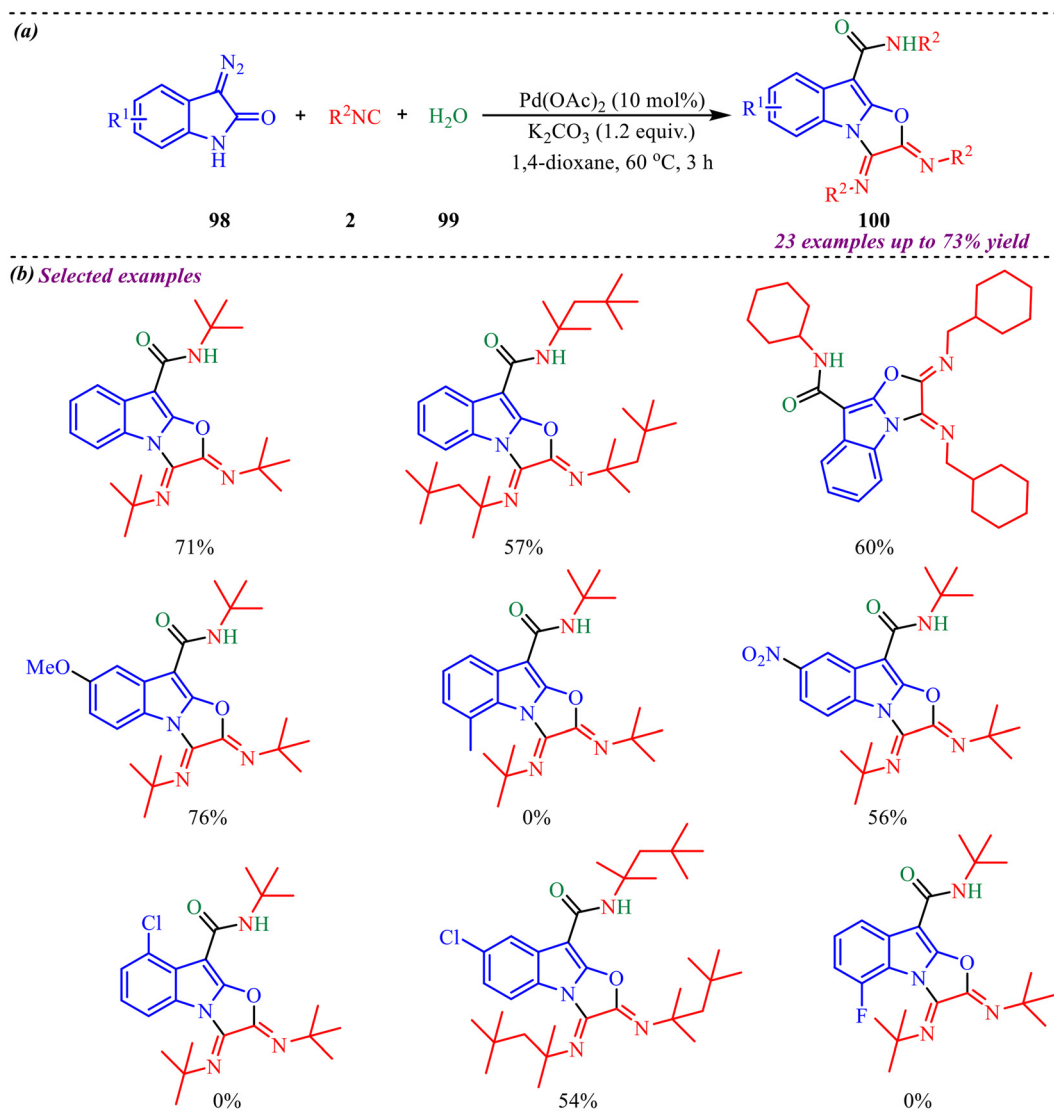 (a)
O NHR²
N₂
R¹ O N H + R²NC + H₂O
Pd(OAc)₂ (10 mol%)
K₂CO₃ (1.2 equiv.)
1,4-dioxane, 60 °C, 3 h
R¹ O N N R² R² N
98 2 99 100
23 examples up to 73% yield
(b) Selected examples
O NH O N N N
O NH O N N N
NH O O N N N
71% 57% 60%
MeO O NH O N N N
O NH O N N N
O₂N O NH O N N N
76% 0% 56%
Cl O NH O N N N
Cl O NH O N N N
O NH O N N F N
0% 54% 0%